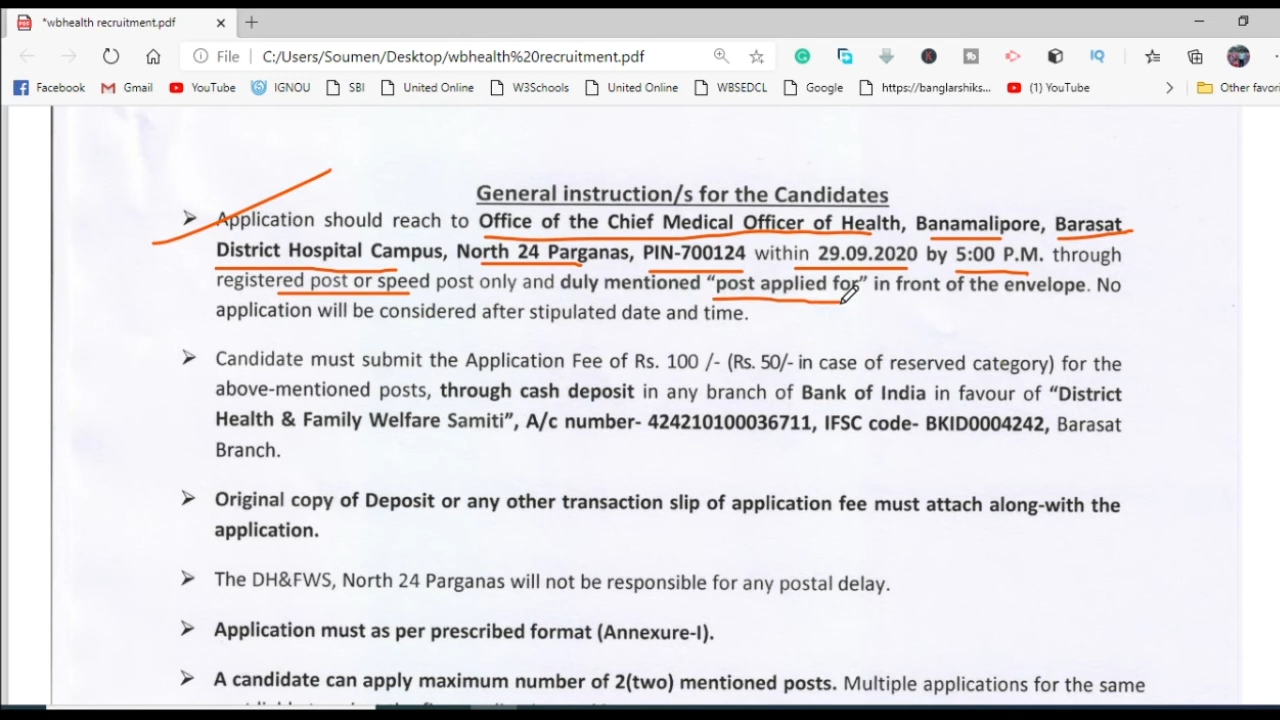 *wbhealth recruitment.pdf
File C:/Users/Soumen/Desktop/wbhealth%20recruitment.pdf
Facebook Gmail YouTube IGNOU SBI United Online W3Schools United Online WBSEDCL Google https://banglarshiks... (1) YouTube Other favori
General instruction/s for the Candidates
➢ Application should reach to Office of the Chief Medical Officer of Health, Banamalipore, Barasat
District Hospital Campus, North 24 Parganas, PIN-700124 within 29.09.2020 by 5:00 P.M. through
registered post or speed post only and duly mentioned “post applied for” in front of the envelope. No
application will be considered after stipulated date and time.
➢ Candidate must submit the Application Fee of Rs. 100 /- (Rs. 50/- in case of reserved category) for the
above-mentioned posts, through cash deposit in any branch of Bank of India in favour of “District
Health & Family Welfare Samiti”, A/c number- 424210100036711, IFSC code- BKID0004242, Barasat
Branch.
➢ Original copy of Deposit or any other transaction slip of application fee must attach along-with the
application.
➢ The DH&FWS, North 24 Parganas will not be responsible for any postal delay.
➢ Application must as per prescribed format (Annexure-I).
➢ A candidate can apply maximum number of 2(two) mentioned posts. Multiple applications for the same